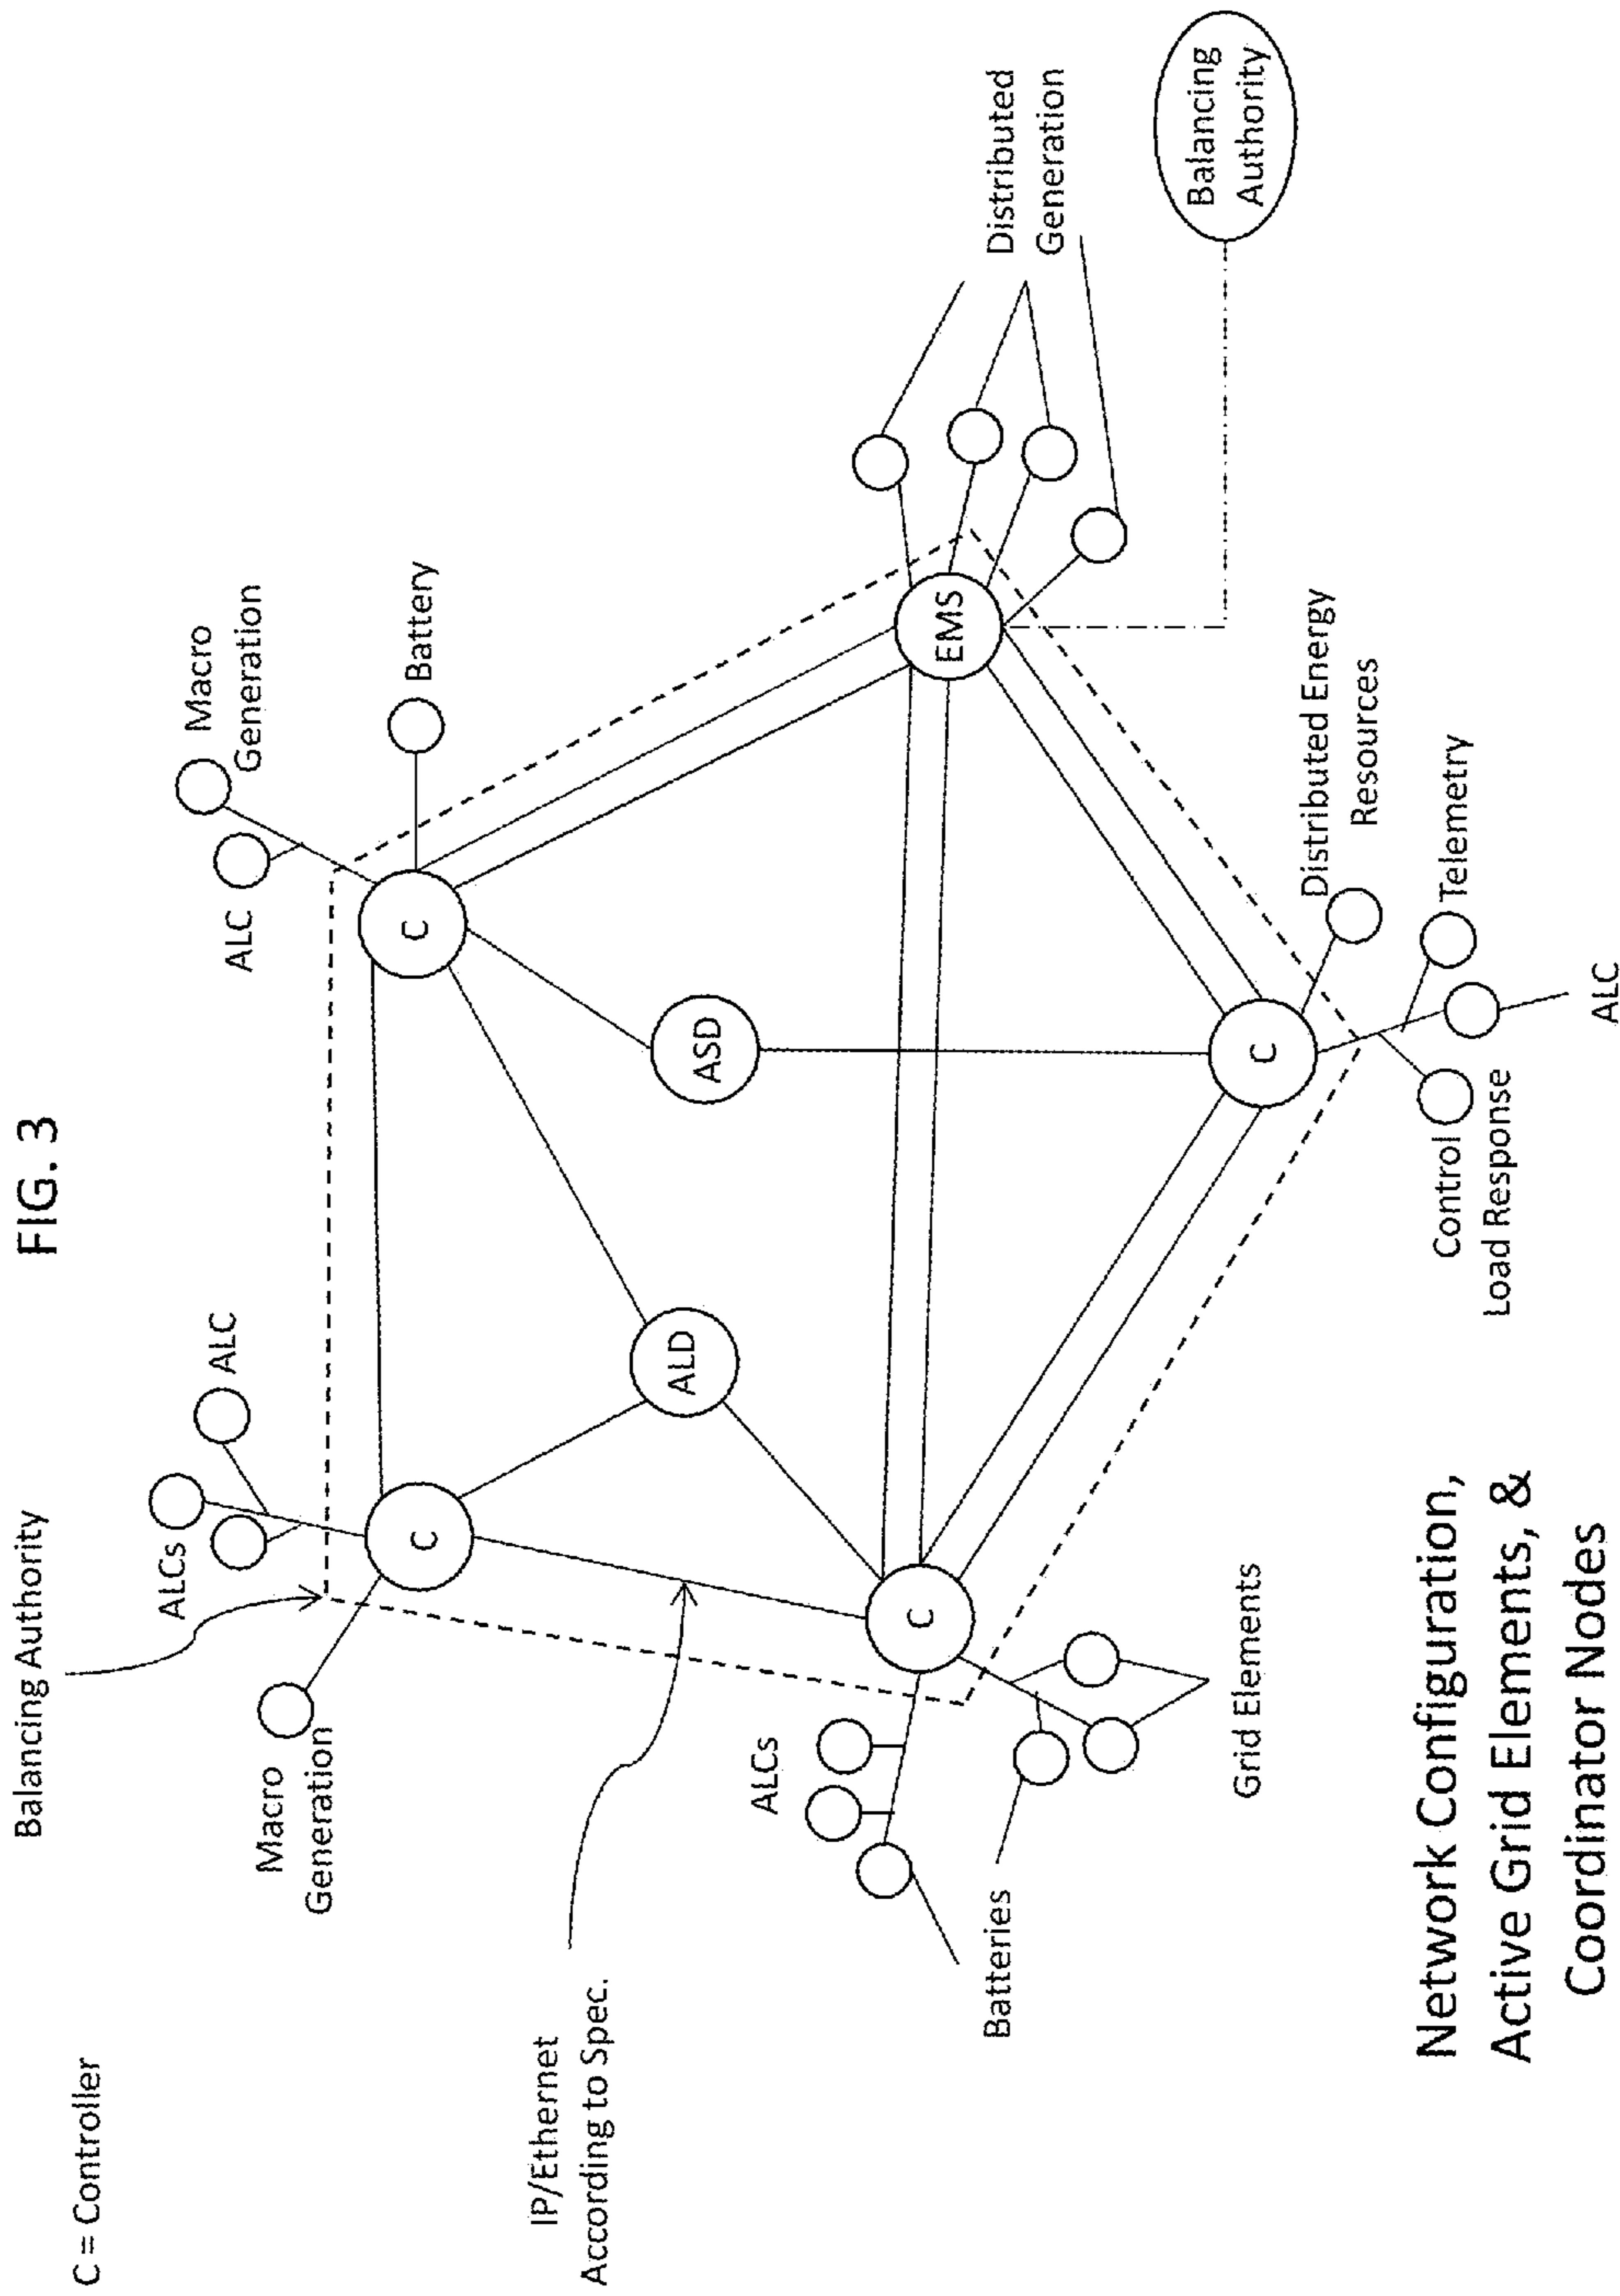 FIG. 3
Balancing Authority
C = Controller
ALCs
ALC
Macro
Generation
ALC
Macro
Generation
Battery
C
C
IP/Ethernet
According to Spec.
ALD
ASD
ALCs
C
EMS
Batteries
Distributed
Generation
Balancing
Authority
Grid Elements
C
Distributed Energy
Resources
Telemetry
Control
Load Response
ALC
Network Configuration,
Active Grid Elements, &
Coordinator Nodes